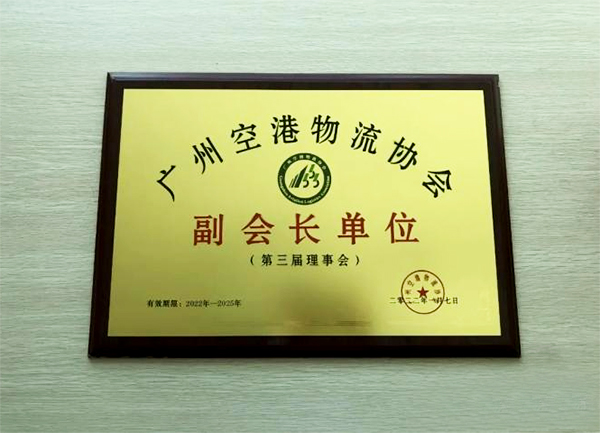 广州空港物流协会
副会长单位
(第三届理事会)
有效期限：2022年—2025年
二零二二年一月七日